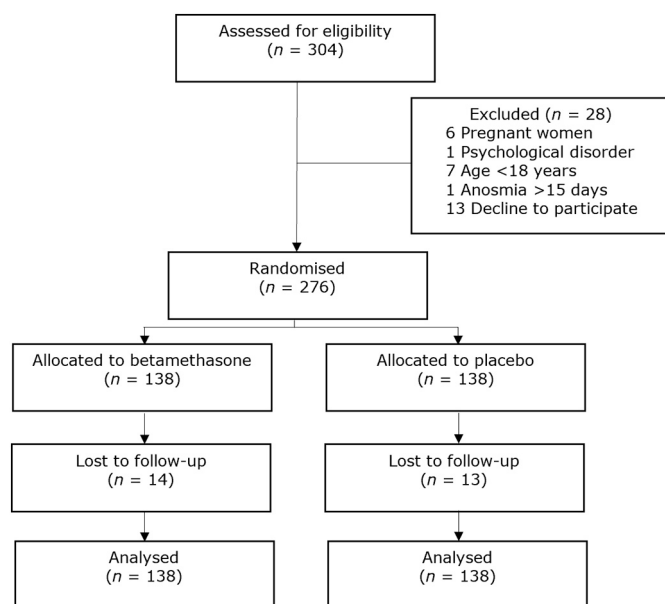 Assessed for eligibility
(n = 304)
Excluded (n = 28)
6 Pregnant women
1 Psychological disorder
7 Age <18 years
1 Anosmia >15 days
13 Decline to participate
Randomised
(n = 276)
Allocated to betamethasone
(n = 138)
Allocated to placebo
(n = 138)
Lost to follow-up
(n = 14)
Lost to follow-up
(n = 13)
Analysed
(n = 138)
Analysed
(n = 138)